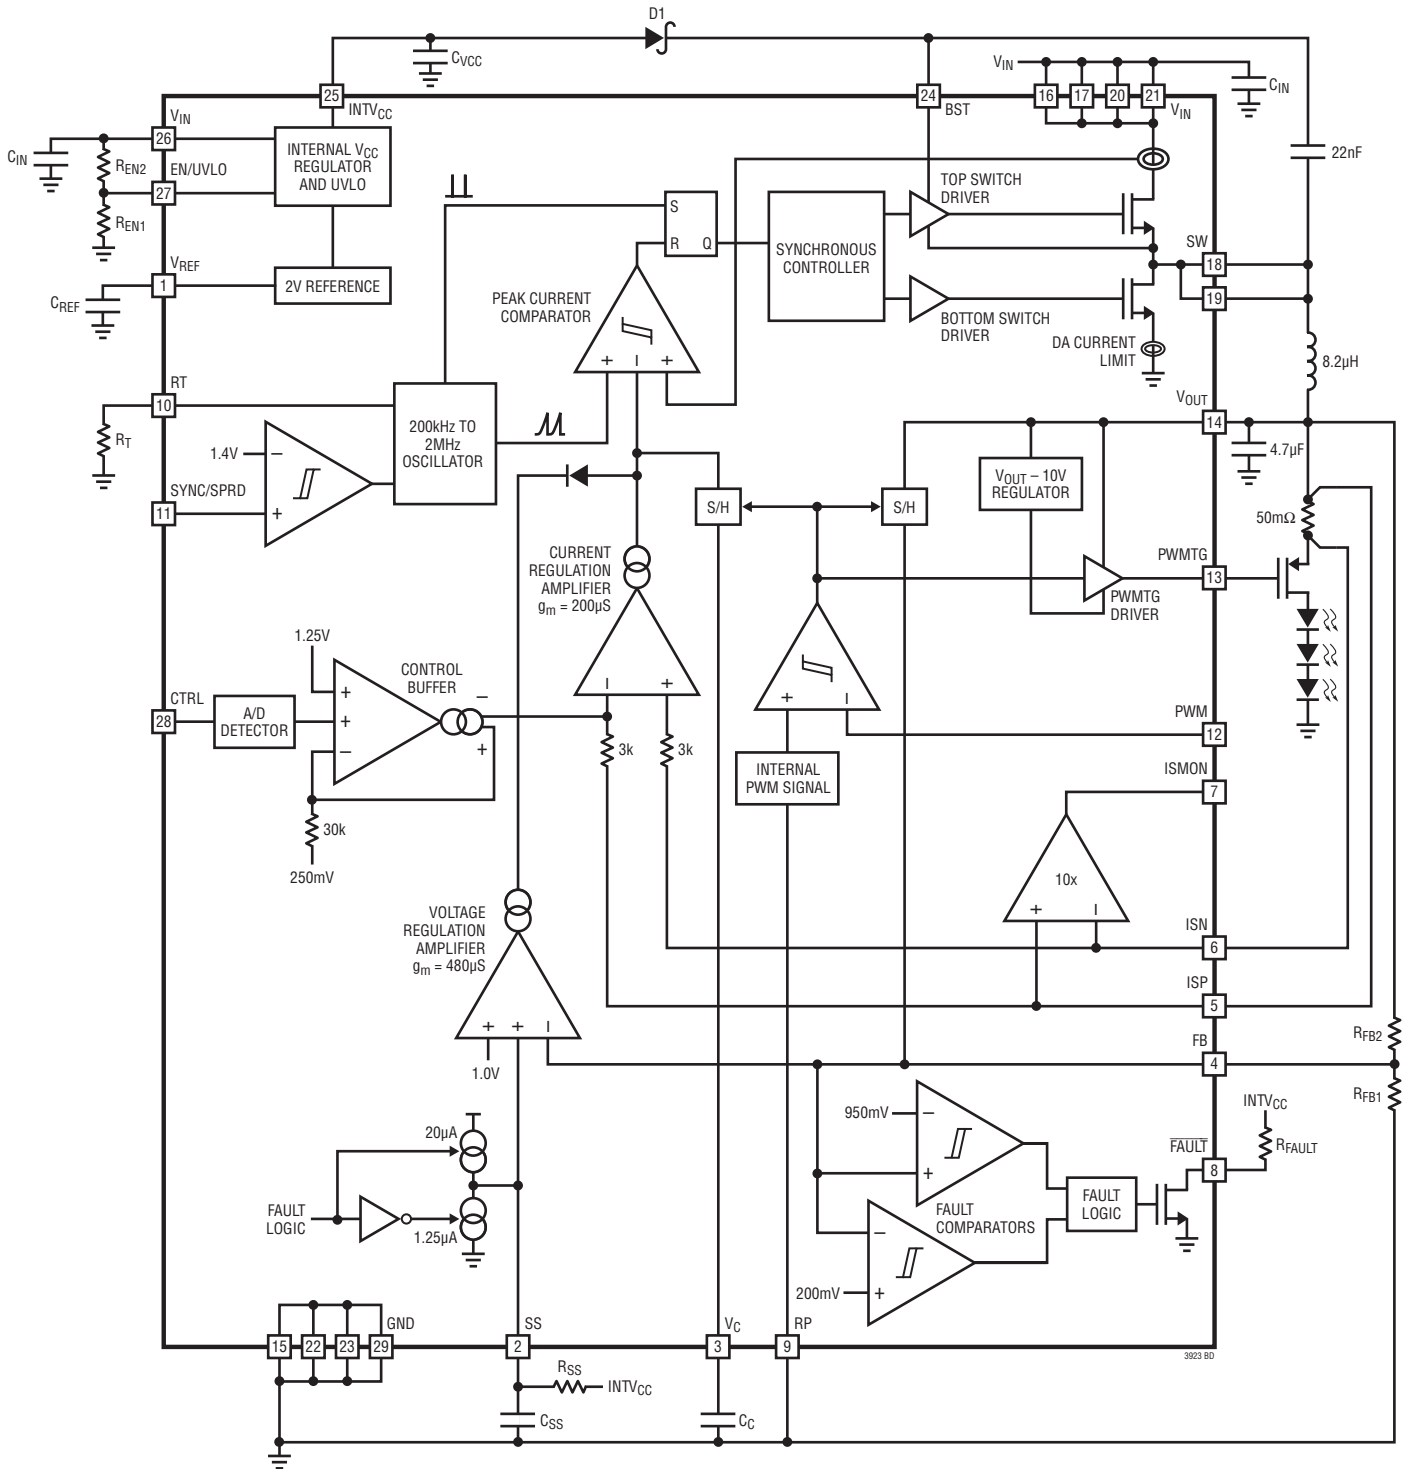 D1
CVCC
VIN
CIN
25
INTVCC
24
BST
16
17
20
21
VIN
VIN
26
CIN
REN2
EN/UVLO
27
REN1
INTERNAL VCC
REGULATOR
AND UVLO
22nF
TOP SWITCH
DRIVER
S
R
Q
SYNCHRONOUS
CONTROLLER
SW
18
19
VREF
1
CREF
2V REFERENCE
PEAK CURRENT
COMPARATOR
+
–
+
BOTTOM SWITCH
DRIVER
DA CURRENT
LIMIT
8.2µH
RT
10
RT
200kHz TO
2MHz
OSCILLATOR
1.4V
–
+
SYNC/SPRD
11
VOUT
14
4.7µF
VOUT – 10V
REGULATOR
S/H
S/H
50mΩ
CURRENT
REGULATION
AMPLIFIER
gm = 200µS
–
+
PWMTG
13
PWMTG
DRIVER
1.25V
CONTROL
BUFFER
CTRL
28
A/D
DETECTOR
+
+
–
–
+
3k
3k
30k
250mV
+
–
INTERNAL
PWM SIGNAL
PWM
12
ISMON
7
10x
+
–
VOLTAGE
REGULATION
AMPLIFIER
gm = 480µS
+
+
–
1.0V
ISN
6
ISP
5
FB
4
RFB2
RFB1
950mV
–
+
INTVCC
RFAULT
FAULT
8
20µA
FAULT
LOGIC
1.25µA
FAULT
COMPARATORS
FAULT
LOGIC
–
+
200mV
GND
15
22
23
29
SS
2
VC
3
RP
9
3923 BD
RSS
INTVCC
CSS
CC